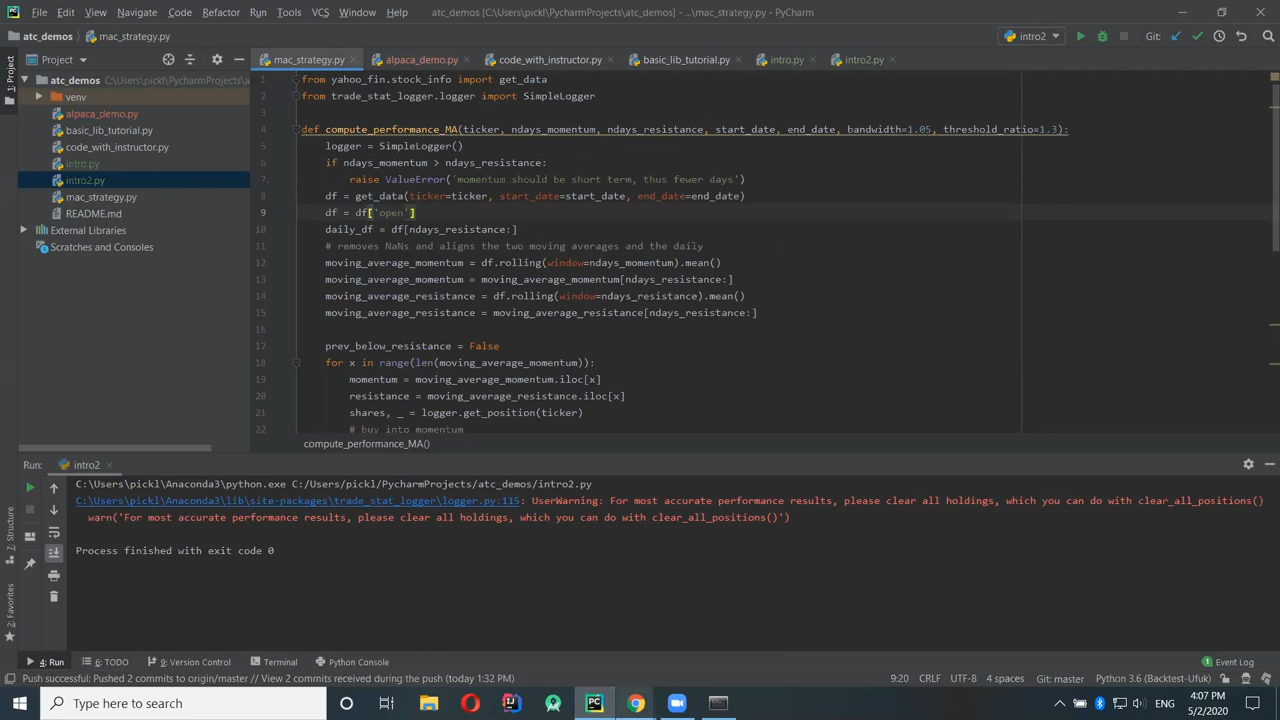 File Edit View Navigate Code Refactor Run Tools VCS Window Help atc_demos [C:\Users\pickl\PycharmProjects\atc_demos] - ...\mac_strategy.py - PyCharm
atc_demos mac_strategy.py intro2 Git:
Project mac_strategy.py alpaca_demo.py code_with_instructor.py basic_lib_tutorial.py intro.py intro2.py
1: Project
atc_demos
venv
alpaca_demo.py
basic_lib_tutorial.py
code_with_instructor.py
intro.py
intro2.py
mac_strategy.py
README.md
External Libraries
Scratches and Consoles
1 from yahoo_fin.stock_info import get_data
2 from trade_stat_logger.logger import SimpleLogger
3
4 def compute_performance_MA(ticker, ndays_momentum, ndays_resistance, start_date, end_date, bandwidth=1.05, threshold_ratio=1.3):
5 logger = SimpleLogger()
6 if ndays_momentum > ndays_resistance:
7 raise ValueError('momentum should be short term, thus fewer days')
8 df = get_data(ticker=ticker, start_date=start_date, end_date=end_date)
9 df = df['open']
10 daily_df = df[ndays_resistance:]
11 # removes NaNs and aligns the two moving averages and the daily
12 moving_average_momentum = df.rolling(window=ndays_momentum).mean()
13 moving_average_momentum = moving_average_momentum[ndays_resistance:]
14 moving_average_resistance = df.rolling(window=ndays_resistance).mean()
15 moving_average_resistance = moving_average_resistance[ndays_resistance:]
16
17 prev_below_resistance = False
18 for x in range(len(moving_average_momentum)):
19 momentum = moving_average_momentum.iloc[x]
20 resistance = moving_average_resistance.iloc[x]
21 shares, _ = logger.get_position(ticker)
22 # buy into momentum
compute_performance_MA()
Run: intro2
C:\Users\pickl\Anaconda3\python.exe C:/Users/pickl/PycharmProjects/atc_demos/intro2.py
C:\Users\pickl\Anaconda3\lib\site-packages\trade_stat_logger\logger.py:115: UserWarning: For most accurate performance results, please clear all holdings, which you can do with clear_all_positions()
warn('For most accurate performance results, please clear all holdings, which you can do with clear_all_positions()')
Process finished with exit code 0
7: Structure
2: Favorites
4: Run 6: TODO 9: Version Control Terminal Python Console 1 Event Log
Push successful: Pushed 2 commits to origin/master // View 2 commits received (today 1:32 PM) 9:20 CRLF UTF-8 4 spaces Git: master Python 3.6 (Backtest-Ufuk)
Type here to search ENG 4:07 PM
5/2/2020